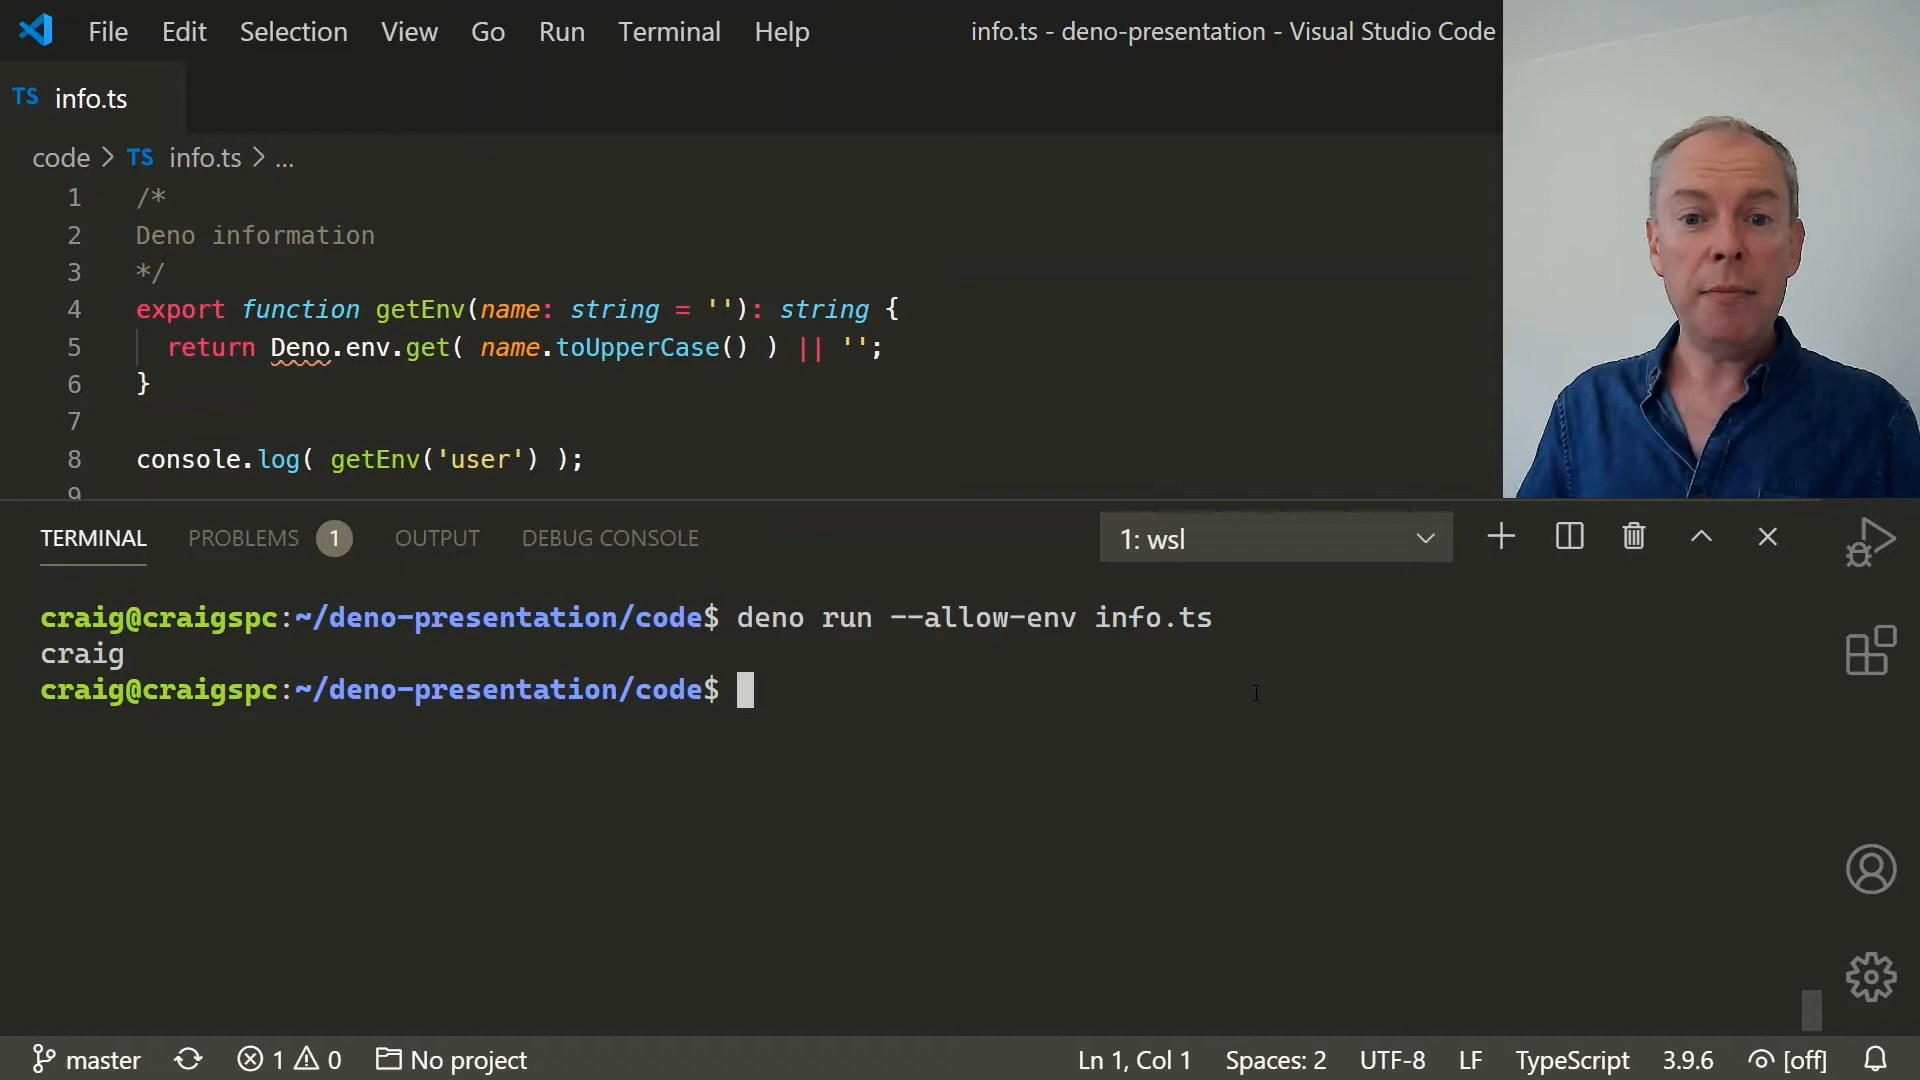 File Edit Selection View Go Run Terminal Help info.ts - deno-presentation - Visual Studio Code
TS info.ts
code > TS info.ts > ...
1 /*
2 Deno information
3 */
4 export function getEnv(name: string = ''): string {
5 return Deno.env.get( name.toUpperCase() ) || '';
6 }
7
8 console.log( getEnv('user') );
9
TERMINAL PROBLEMS 1 OUTPUT DEBUG CONSOLE 1: wsl
craig@craigspc:~/deno-presentation/code$ deno run --allow-env info.ts
craig
craig@craigspc:~/deno-presentation/code$
master 1 0 No project Ln 1, Col 1 Spaces: 2 UTF-8 LF TypeScript 3.9.6 [off]